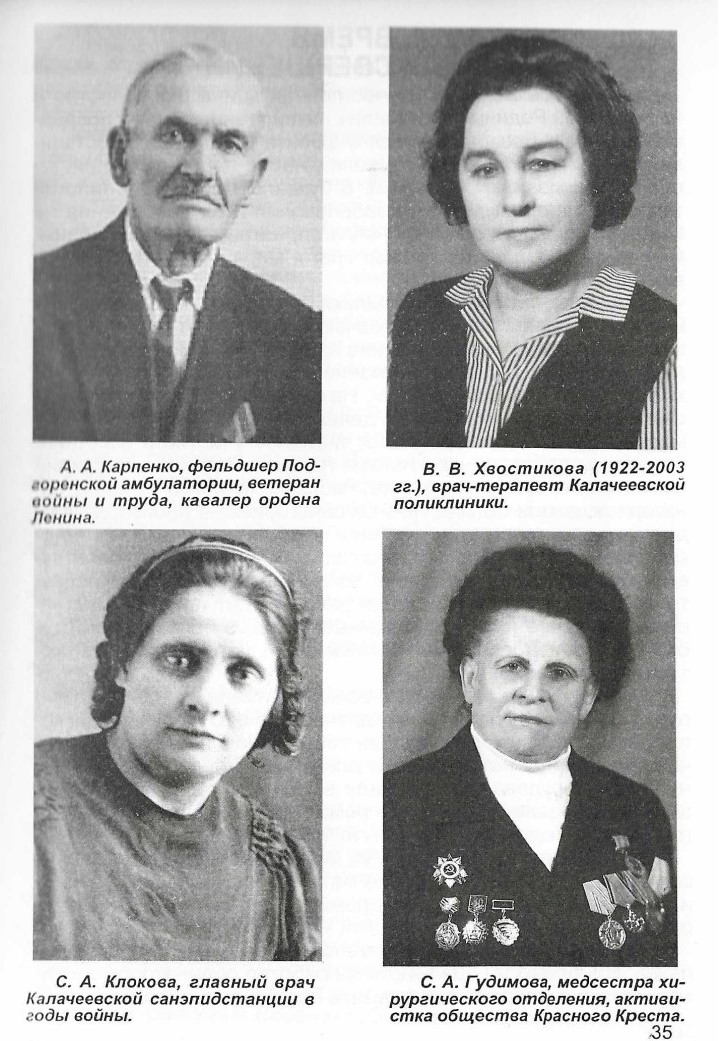 А. А. Карпенко, фельдшер Под-
горенской амбулатории, ветеран
войны и труда, кавалер ордена
Ленина.
В. В. Хвостикова (1922-2003
гг.), врач-терапевт Калачеевской
поликлиники.
С. А. Клокова, главный врач
Калачеевской санэпидстанции в
годы войны.
С. А. Гудимова, медсестра хи-
рургического отделения, активи-
стка общества Красного Креста.
35